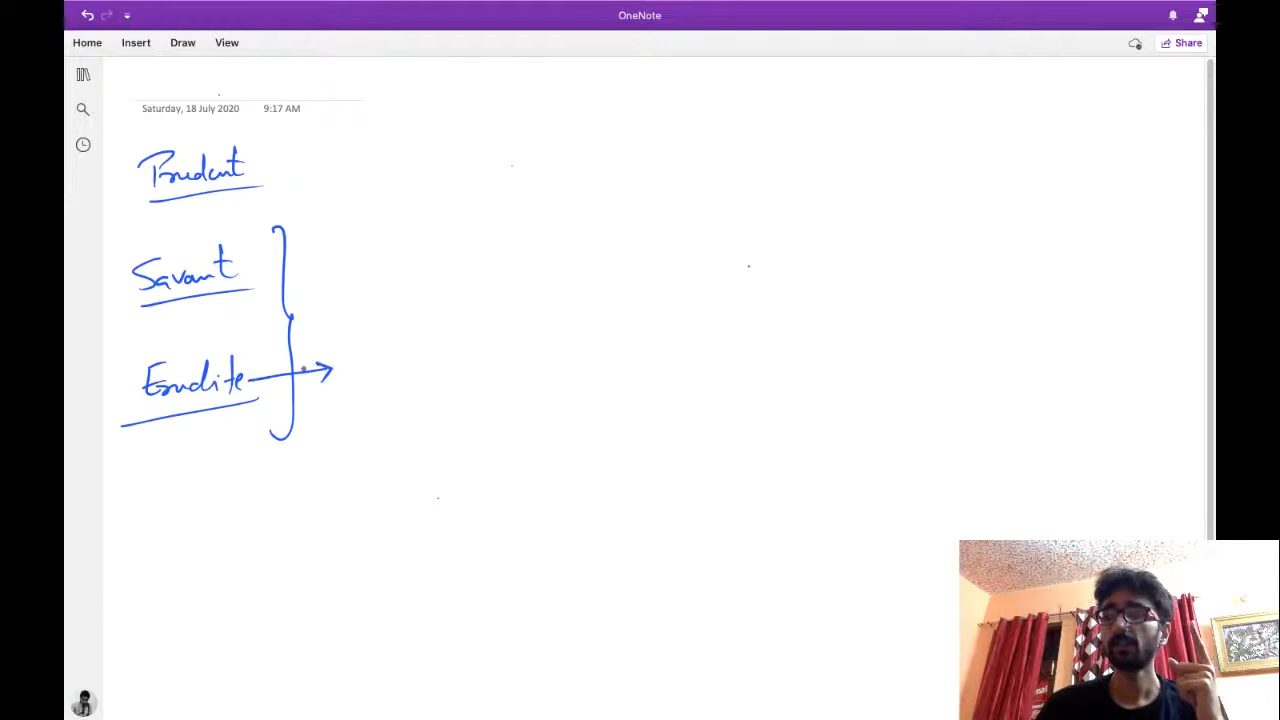 OneNote
Home Insert Draw View Share
Saturday, 18 July 2020 9:17 AM
Prudent
Savant
Erudite